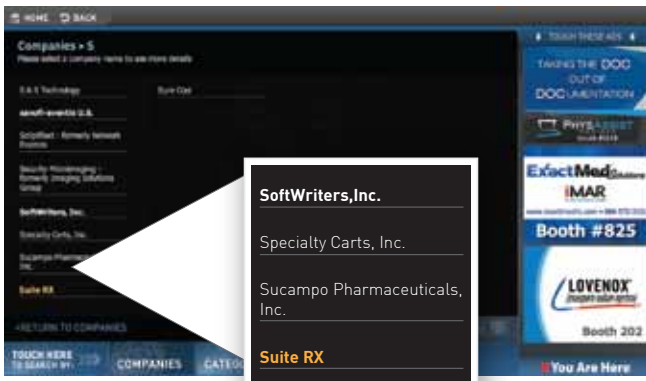 HOME BACK
Companies > S
Please select a company name to see more details
S & S Technology
sanofi-aventis U.S.
ScriptFleet - formerly Network
Security Microimaging -
formerly Imaging Solutions
Group
SoftWriters, Inc.
Specialty Carts, Inc.
Sucampo Pharmaceuticals,
Inc.
Suite RX
Sure Cost
<RETURN TO COMPANIES
TOUCH HERE
TO SEARCH BY:
COMPANIES
SoftWriters,Inc.
Specialty Carts, Inc.
Sucampo Pharmaceuticals,
Inc.
Suite RX
TOUCH THESE ADS
TAKING THE DOC
OUT OF
DOCUMENTATION
PHYSASSIST
ExactMed
iMAR
Booth #825
LOVENOX
Booth 202
You Are Here